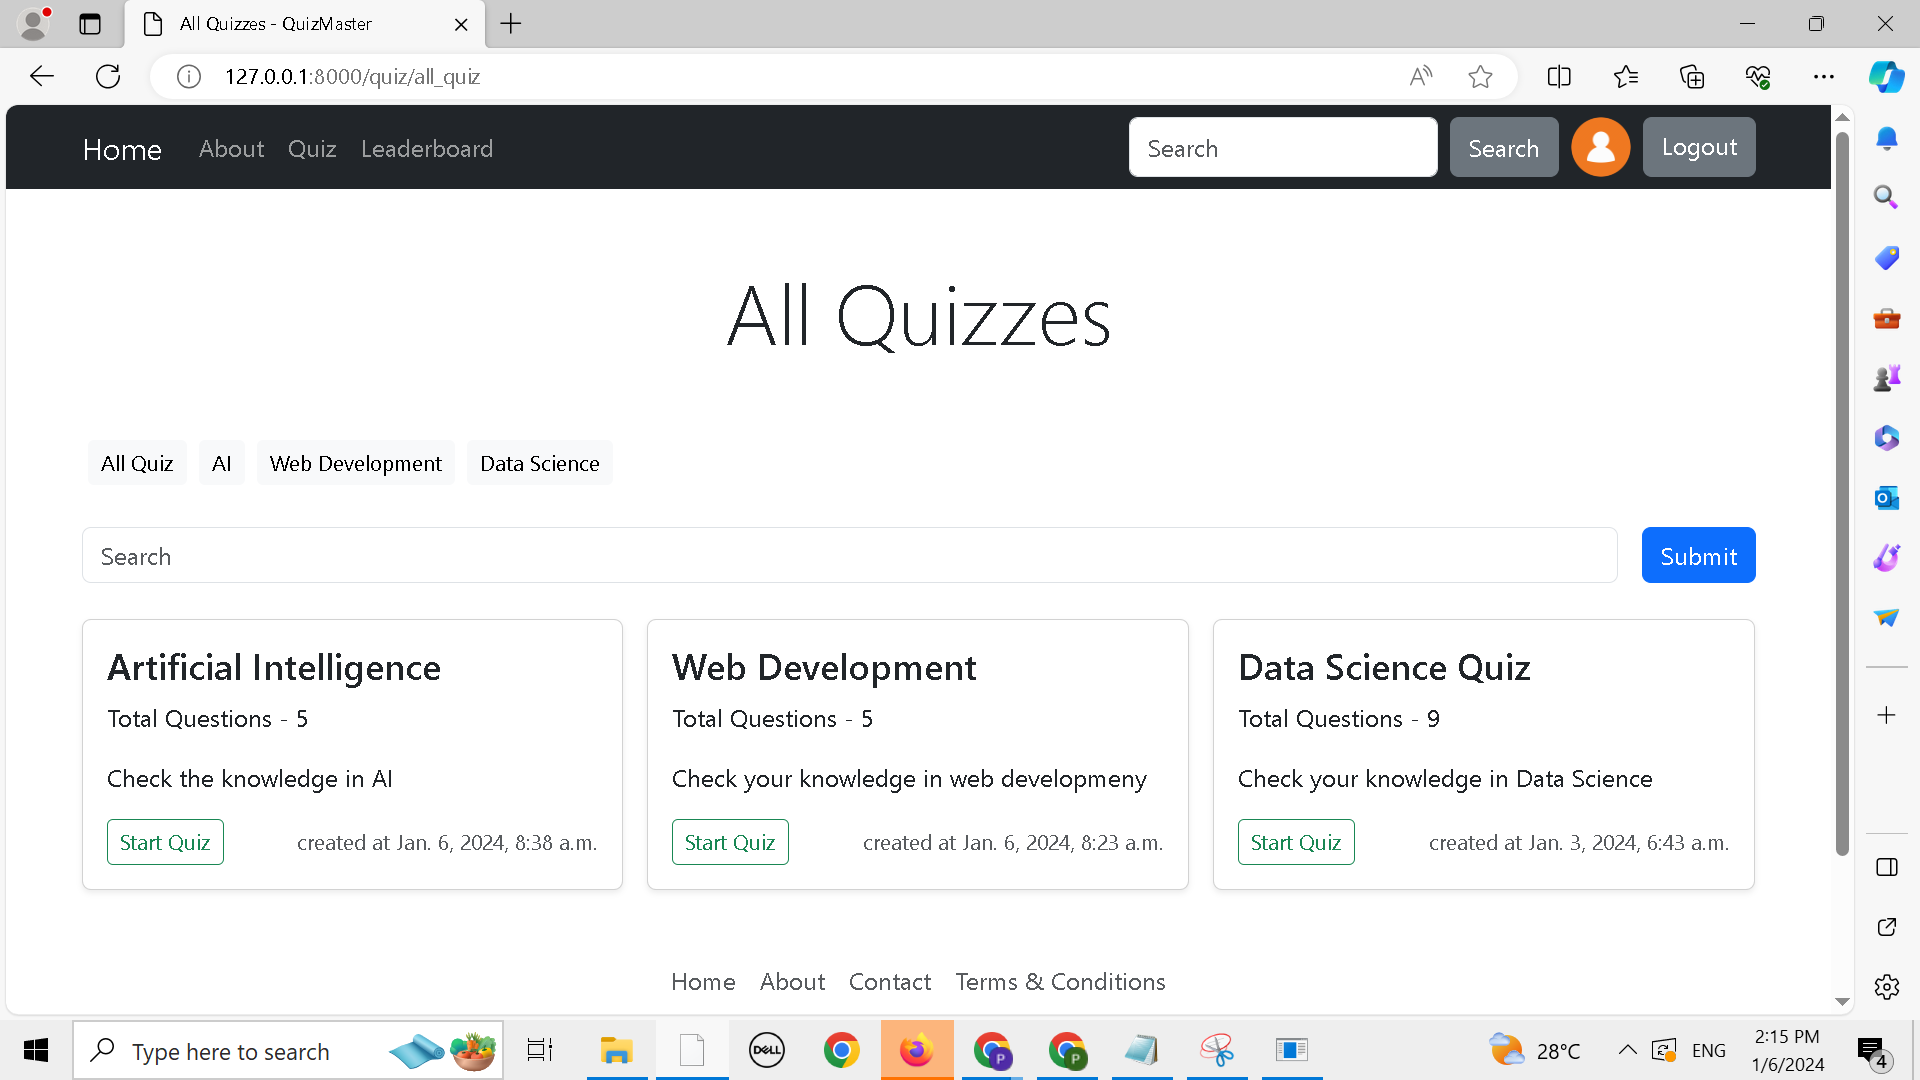 All Quizzes - QuizMaster
127.0.0.1:8000/quiz/all_quiz
Home About Quiz Leaderboard Search Search Logout
All Quizzes
All Quiz AI Web Development Data Science
Search Submit
Artificial Intelligence
Total Questions - 5
Check the knowledge in AI
Start Quiz created at Jan. 6, 2024, 8:38 a.m.
Web Development
Total Questions - 5
Check your knowledge in web developmeny
Start Quiz created at Jan. 6, 2024, 8:23 a.m.
Data Science Quiz
Total Questions - 9
Check your knowledge in Data Science
Start Quiz created at Jan. 3, 2024, 6:43 a.m.
Home About Contact Terms & Conditions
Type here to search DELL P P 28°C ENG 2:15 PM
1/6/2024 4